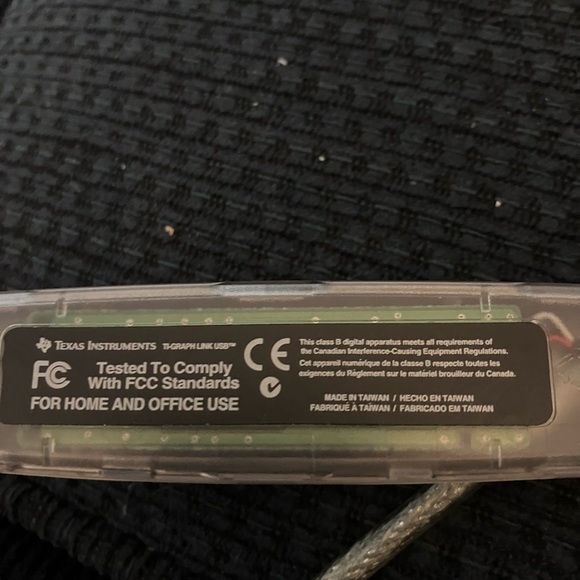 TEXAS INSTRUMENTS TI-GRAPH LINK USB™
FC Tested To Comply
With FCC Standards
FOR HOME AND OFFICE USE
CE
This class B digital apparatus meets all requirements of
the Canadian Interference-Causing Equipment Regulations.
Cet appareil numérique de la classe B respecte toutes les
exigences du Règlement sur le matériel brouilleur du Canada.
MADE IN TAIWAN / HECHO EN TAIWAN
FABRIQUÉ À TAÏWAN / FABRICADO EM TAIWAN